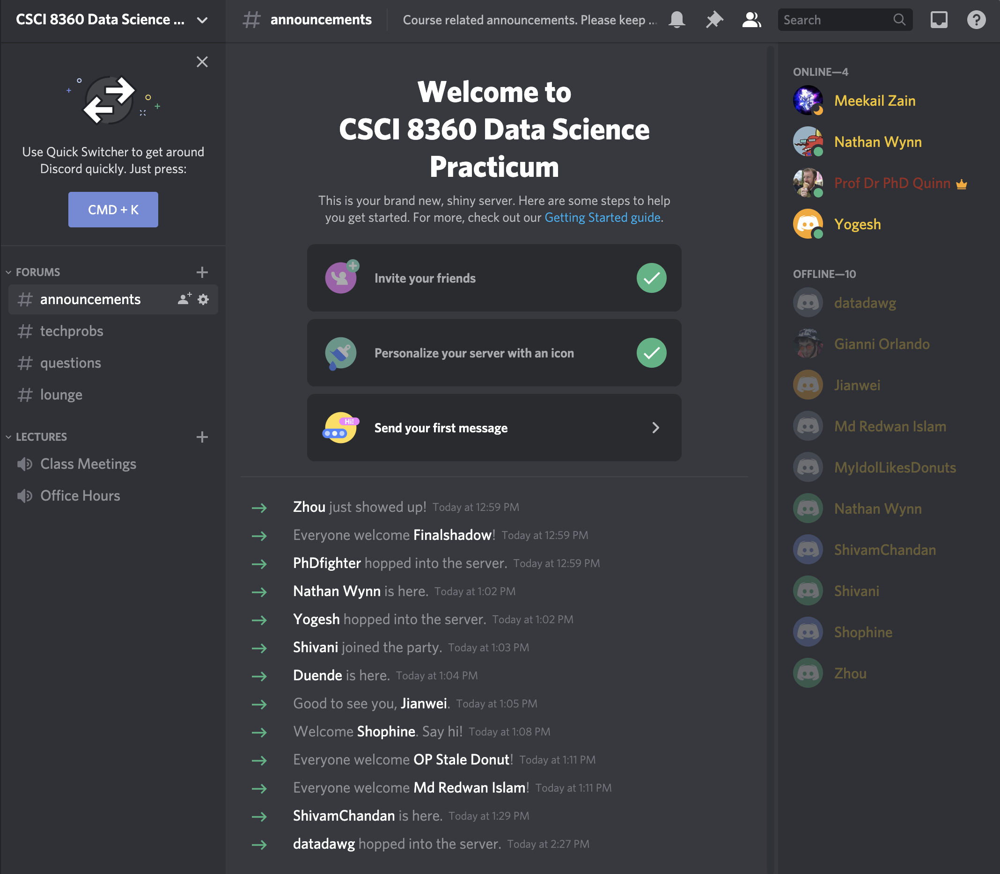 CSCI 8360 Data Science ...
announcements
Course related announcements. Please keep ...
Search
Use Quick Switcher to get around
Discord quickly. Just press:
CMD + K
FORUMS
announcements
techprobs
questions
lounge
LECTURES
Class Meetings
Office Hours
Welcome to
CSCI 8360 Data Science
Practicum
This is your brand new, shiny server. Here are some steps to help
you get started. For more, check out our Getting Started guide.
Invite your friends
Personalize your server with an icon
Hi!
Send your first message
Zhou just showed up! Today at 12:59 PM
Everyone welcome Finalshadow! Today at 12:59 PM
PhDfighter hopped into the server. Today at 12:59 PM
Nathan Wynn is here. Today at 1:02 PM
Yogesh hopped into the server. Today at 1:02 PM
Shivani joined the party. Today at 1:03 PM
Duende is here. Today at 1:04 PM
Good to see you, Jianwei. Today at 1:05 PM
Welcome Shophine. Say hi! Today at 1:08 PM
Everyone welcome OP Stale Donut! Today at 1:11 PM
Everyone welcome Md Redwan Islam! Today at 1:11 PM
ShivamChandan is here. Today at 1:29 PM
datadawg hopped into the server. Today at 2:27 PM
ONLINE—4
Meekail Zain
Nathan Wynn
Prof Dr PhD Quinn
Yogesh
OFFLINE—10
datadawg
Gianni Orlando
Jianwei
Md Redwan Islam
MyIdolLikesDonuts
Nathan Wynn
ShivamChandan
Shivani
Shophine
Zhou